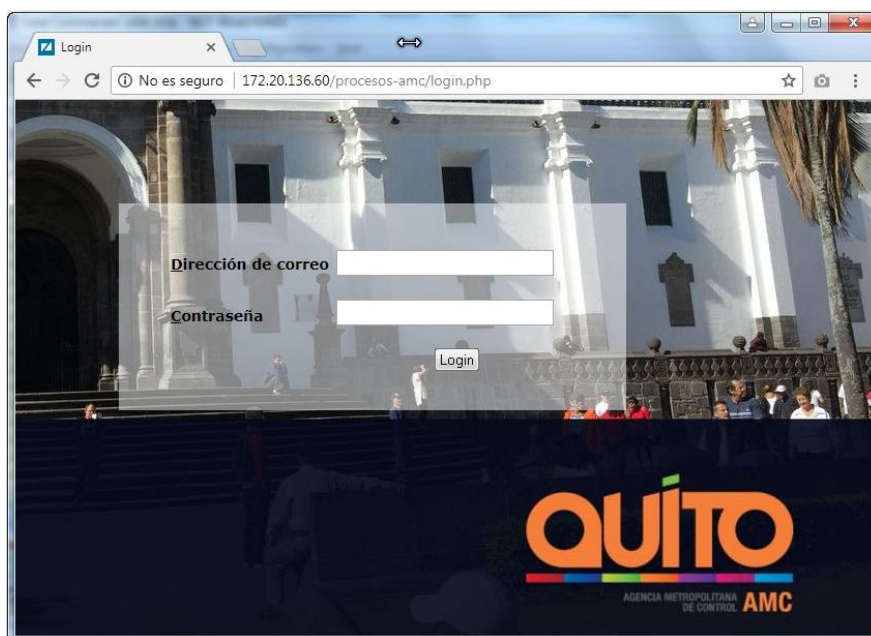 Login
No es seguro | 172.20.136.60/procesos-amc/login.php
Dirección de correo
Contraseña
Login
QUÍTO
AGENCIA METROPOLITANA
DE CONTROL AMC